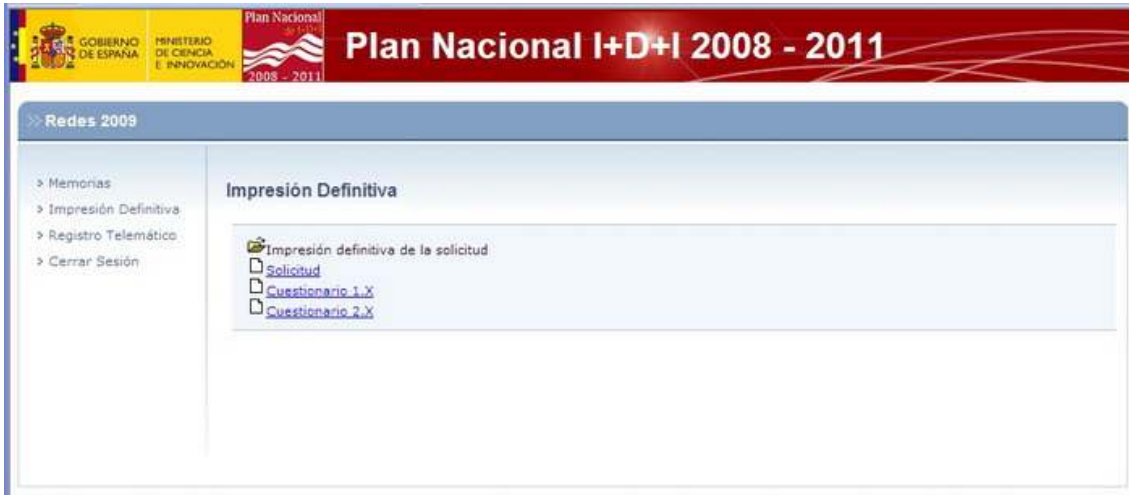 GOBIERNO
DE ESPAÑA
MINISTERIO
DE CIENCIA
E INNOVACIÓN
Plan Nacional
de I+D+i
2008 - 2011
Plan Nacional I+D+I 2008 - 2011
Redes 2009
> Memorias
> Impresión Definitiva
> Registro Telemático
> Cerrar Sesión
Impresión Definitiva
Impresión definitiva de la solicitud
Solicitud
Cuestionario 1.X
Cuestionario 2.X